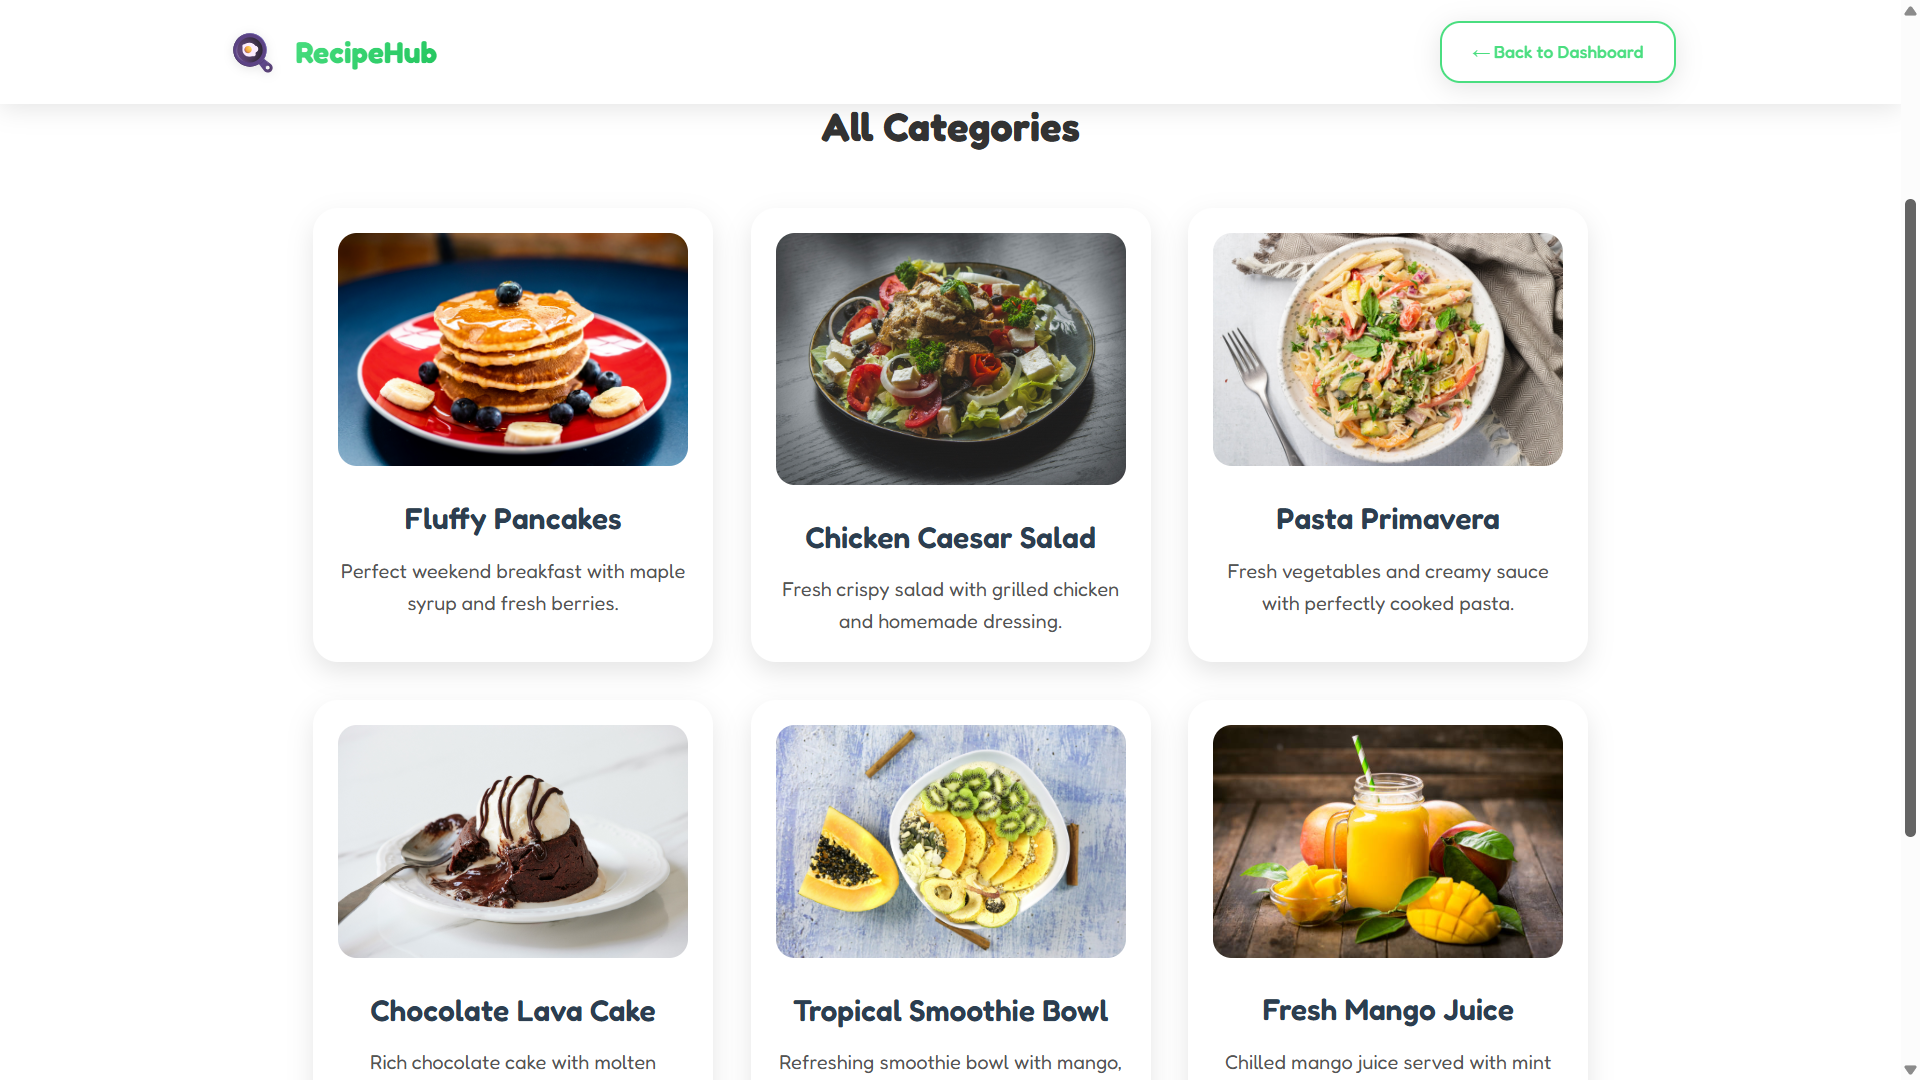 RecipeHub
← Back to Dashboard
All Categories
Fluffy Pancakes
Perfect weekend breakfast with maple
syrup and fresh berries.
Chicken Caesar Salad
Fresh crispy salad with grilled chicken
and homemade dressing.
Pasta Primavera
Fresh vegetables and creamy sauce
with perfectly cooked pasta.
Chocolate Lava Cake
Rich chocolate cake with molten
Tropical Smoothie Bowl
Refreshing smoothie bowl with mango,
Fresh Mango Juice
Chilled mango juice served with mint